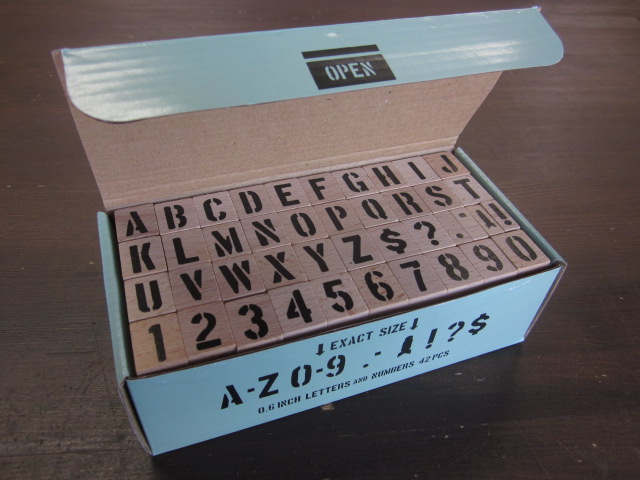 OPEN
A B C D E F G H I J
K L M N O P Q R S T
U V W X Y Z $ ? . - & !
1 2 3 4 5 6 7 8 9 0
EXACT SIZE
A-Z 0-9 . - & ! ? $
0.6 INCH LETTERS AND NUMBERS 42 PCS